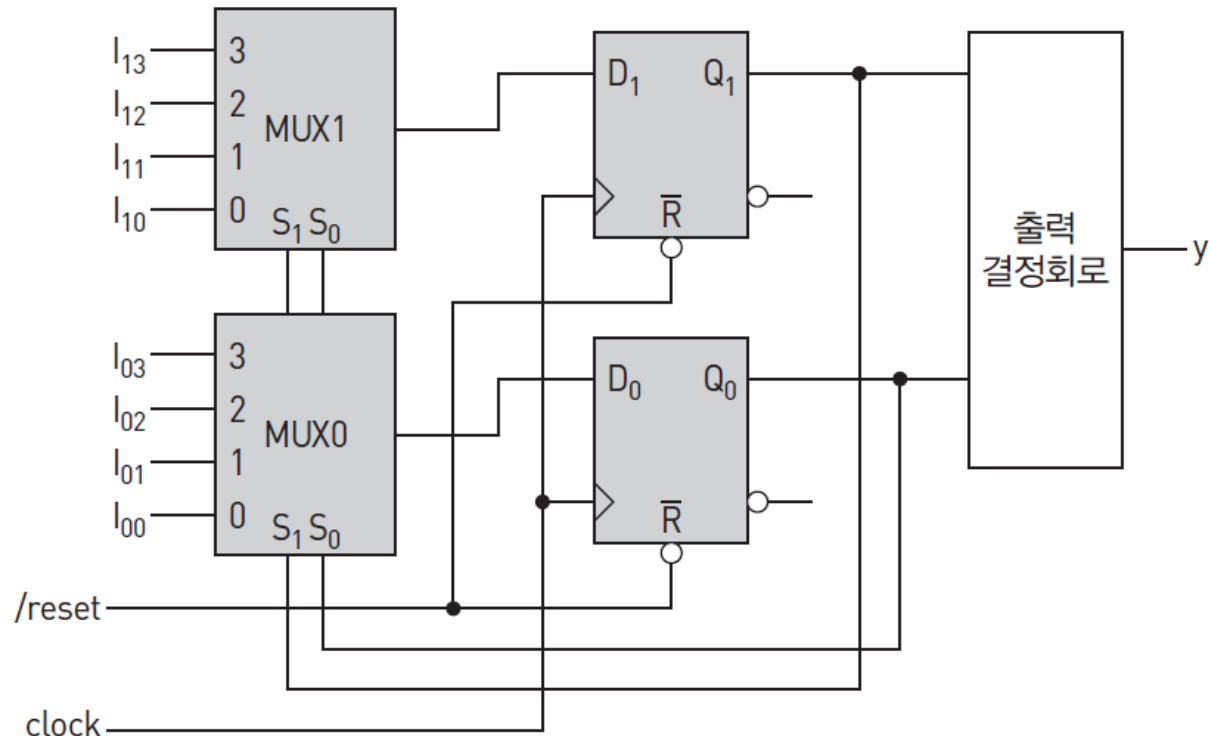 I₁₃ 3
I₁₂ 2
MUX1
I₁₁ 1
I₁₀ 0
S₁ S₀
D₁ Q₁
R̅
I₀₃ 3
I₀₂ 2
MUX0
I₀₁ 1
I₀₀ 0
S₁ S₀
D₀ Q₀
R̅
출력
결정회로
y
/reset
clock